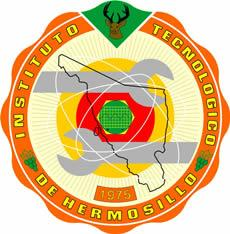 INSTITUTO TECNOLOGICO
DE HERMOSILLO
1975